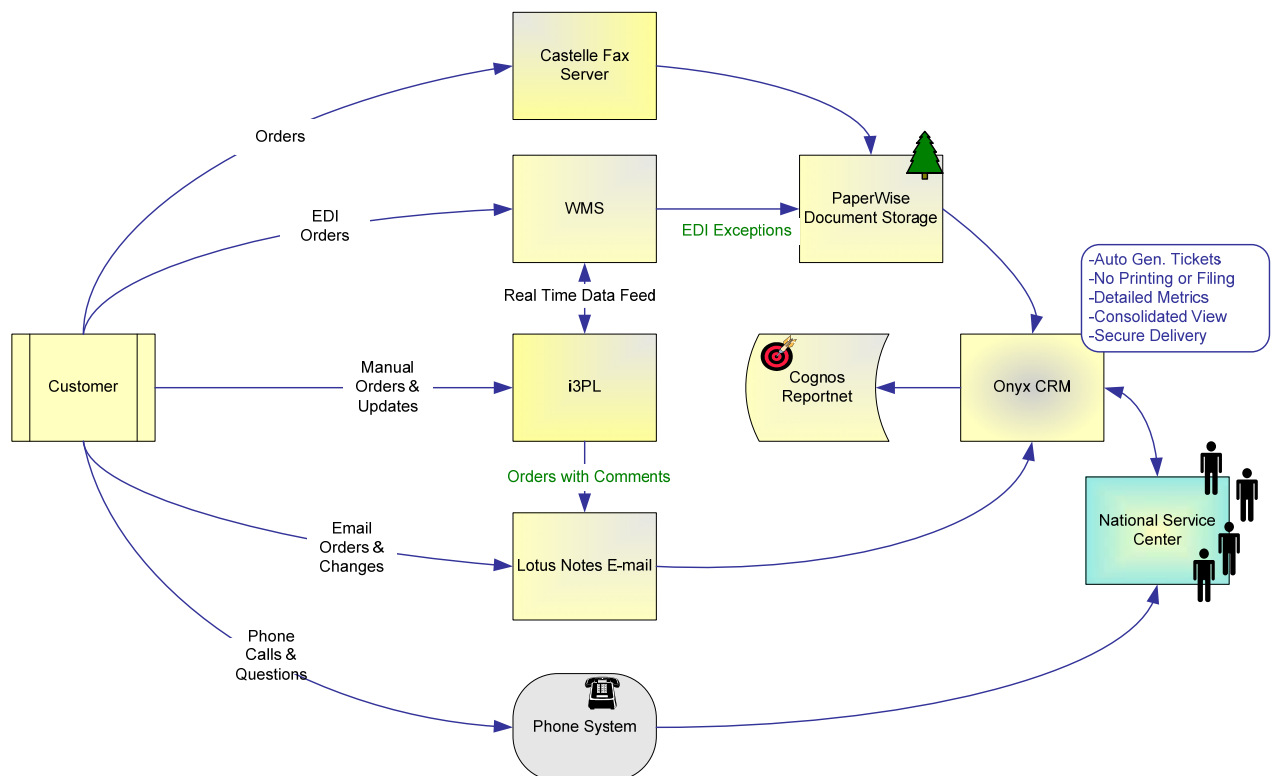 Castelle Fax
Server
Orders
EDI
Orders
WMS
EDI Exceptions
PaperWise
Document Storage
-Auto Gen. Tickets
-No Printing or Filing
-Detailed Metrics
-Consolidated View
-Secure Delivery
Real Time Data Feed
Customer
Manual
Orders &
Updates
i3PL
Cognos
Reportnet
Onyx CRM
Orders with Comments
Email
Orders &
Changes
Lotus Notes E-mail
National Service
Center
Phone
Calls &
Questions
Phone System